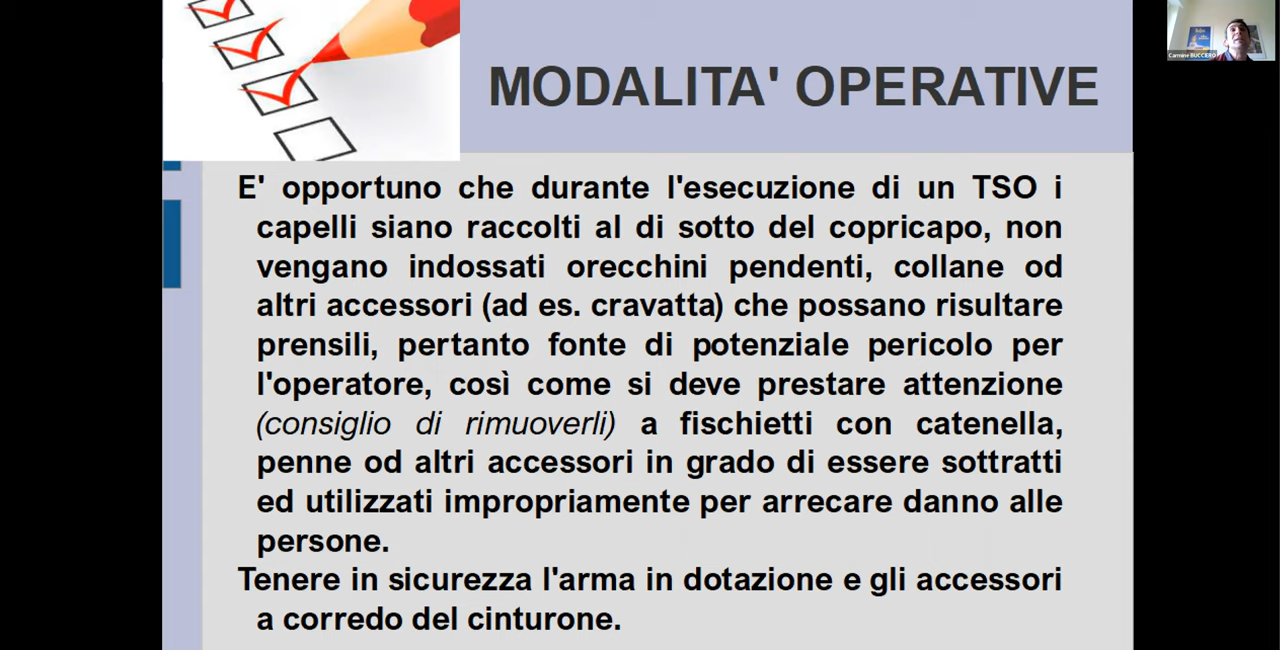 MODALITA' OPERATIVE
E' opportuno che durante l'esecuzione di un TSO i
capelli siano raccolti al di sotto del copricapo, non
vengano indossati orecchini pendenti, collane od
altri accessori (ad es. cravatta) che possano risultare
prensili, pertanto fonte di potenziale pericolo per
l'operatore, così come si deve prestare attenzione
(consiglio di rimuoverli) a fischietti con catenella,
penne od altri accessori in grado di essere sottratti
ed utilizzati impropriamente per arrecare danno alle
persone.
Tenere in sicurezza l'arma in dotazione e gli accessori
a corredo del cinturone.
Carmine BUCCERO